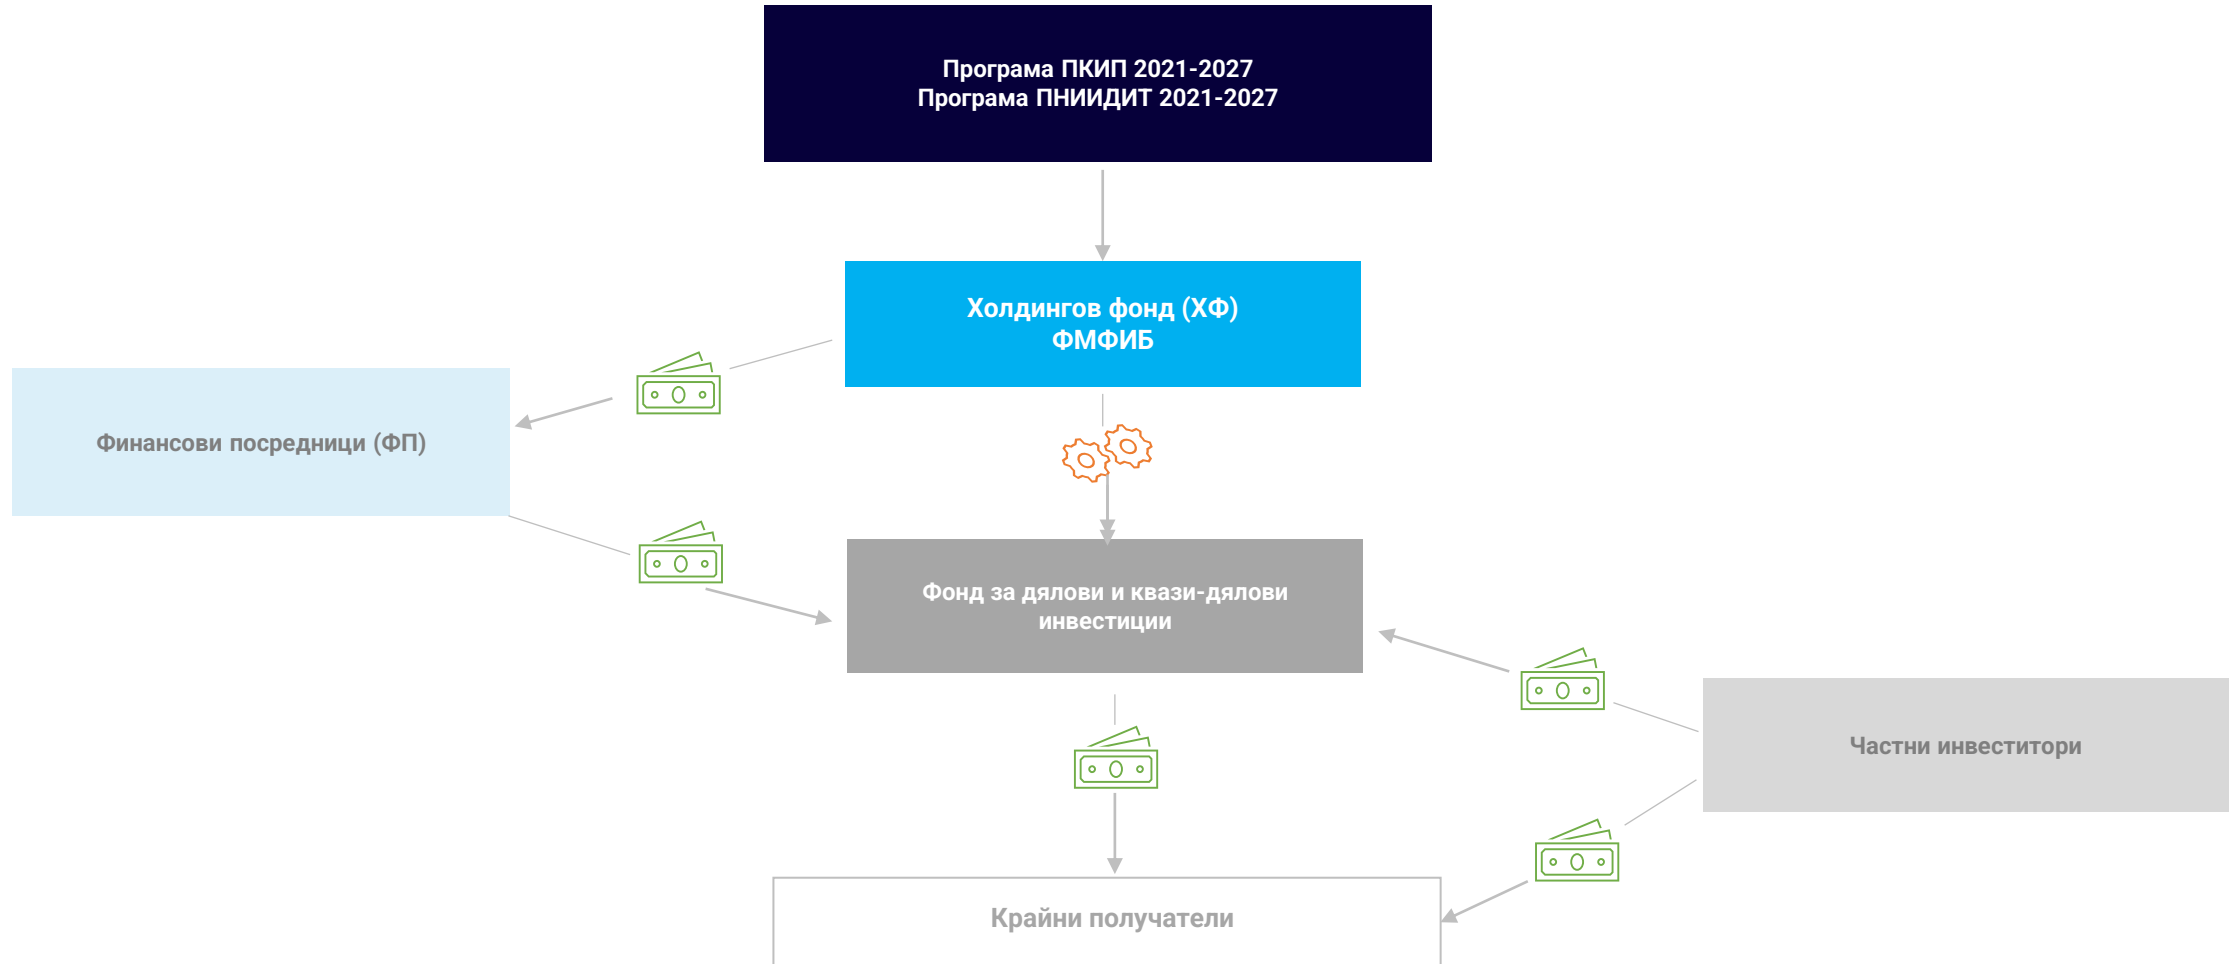 Програма ПКИП 2021-2027
Програма ПНИИДИТ 2021-2027
Холдингов фонд (ХФ)
ФМФИБ
Финансови посредници (ФП)
Фонд за дялови и квази-дялови
инвестиции
Частни инвеститори
Крайни получатели